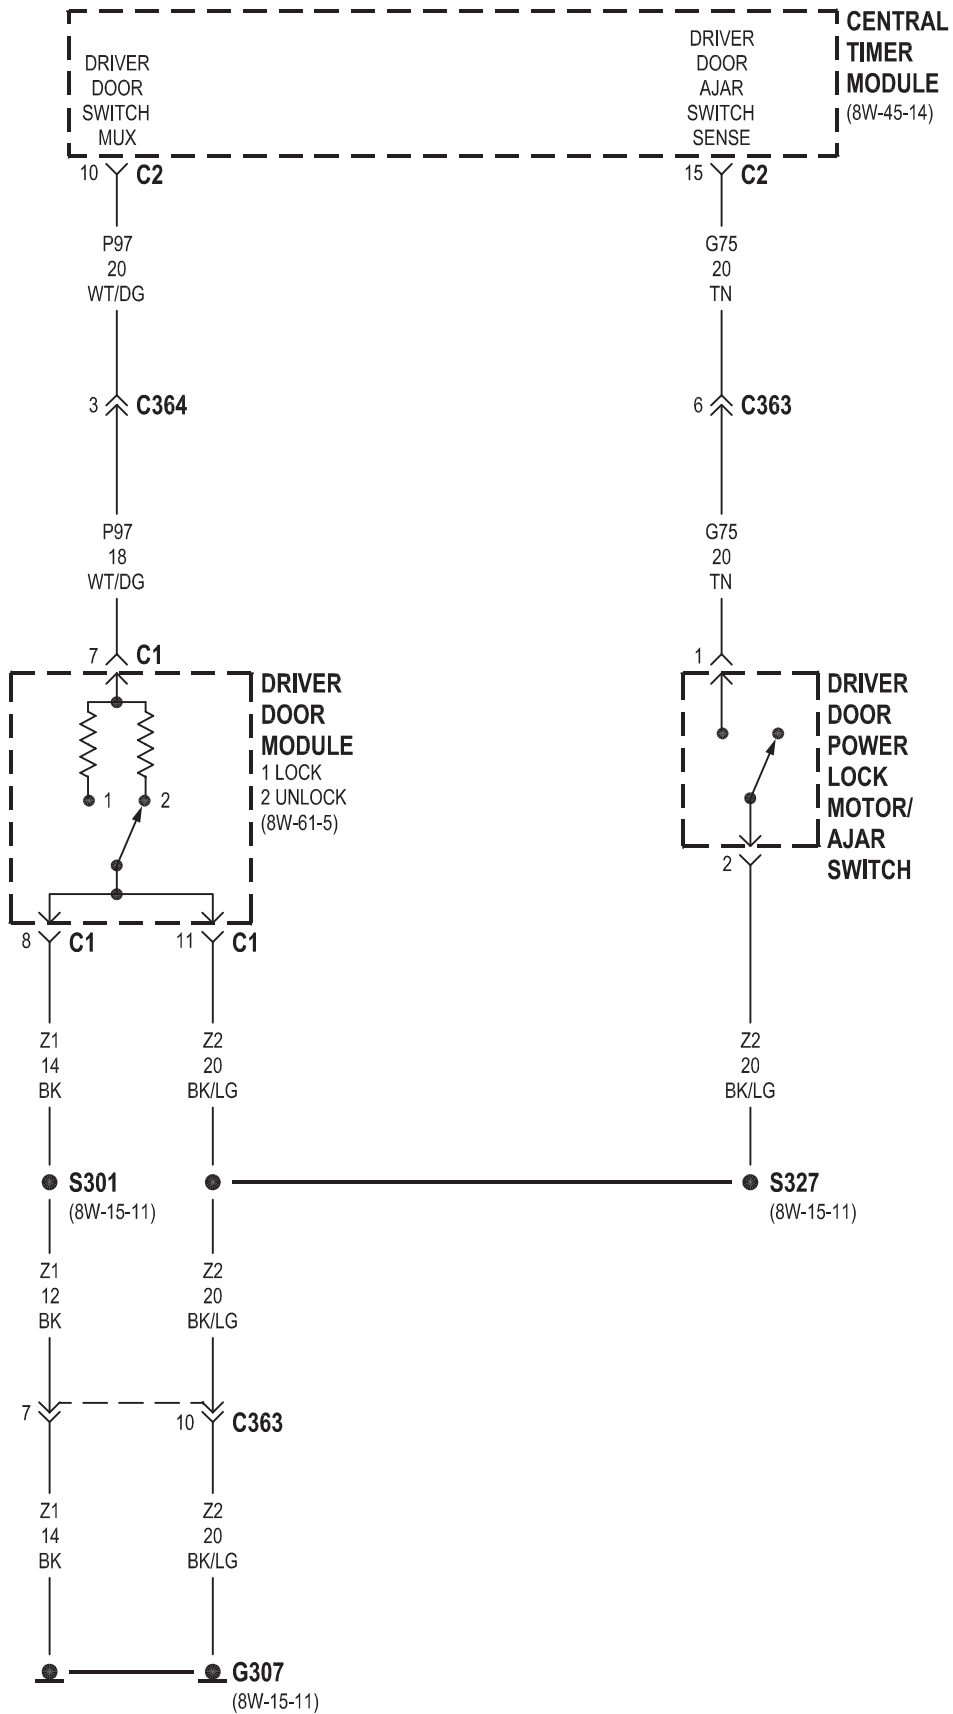 CENTRAL
TIMER
MODULE
(8W-45-14)
DRIVER
DOOR
SWITCH
MUX
DRIVER
DOOR
AJAR
SWITCH
SENSE
10 C2
15 C2
P97
20
WT/DG
G75
20
TN
3 C364
6 C363
P97
18
WT/DG
G75
20
TN
7 C1
1
DRIVER
DOOR
MODULE
1 LOCK
2 UNLOCK
(8W-61-5)
1
2
DRIVER
DOOR
POWER
LOCK
MOTOR/
AJAR
SWITCH
2
8 C1
11 C1
Z1
14
BK
Z2
20
BK/LG
Z2
20
BK/LG
S301
(8W-15-11)
S327
(8W-15-11)
Z1
12
BK
Z2
20
BK/LG
7
10 C363
Z1
14
BK
Z2
20
BK/LG
G307
(8W-15-11)